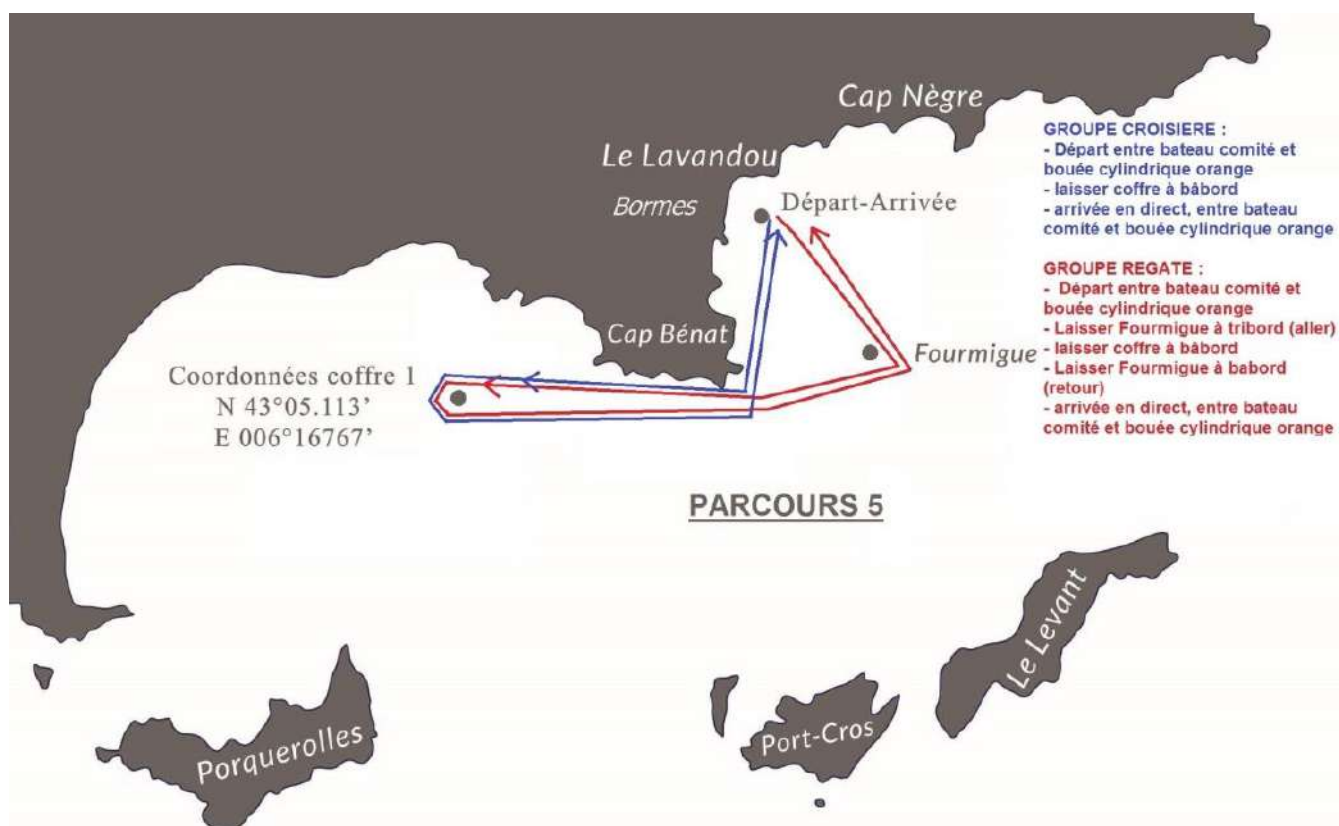 Cap Nègre
Le Lavandou
Bormes
Départ-Arrivée
Cap Bénat
Fourmigue
Coordonnées coffre 1
N 43°05.113'
E 006°16767'
GROUPE CROISIERE :
- Départ entre bateau comité et
bouée cylindrique orange
- laisser coffre à bâbord
- arrivée en direct, entre bateau
comité et bouée cylindrique orange
GROUPE REGATE :
- Départ entre bateau comité et
bouée cylindrique orange
- Laisser Fourmigue à tribord (aller)
- laisser coffre à bâbord
- Laisser Fourmigue à babord
(retour)
- arrivée en direct, entre bateau
comité et bouée cylindrique orange
PARCOURS 5
Le Levant
Port-Cros
Porquerolles